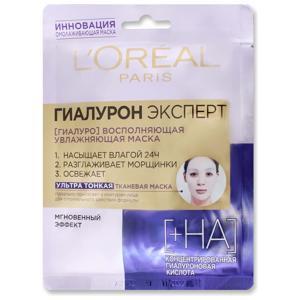 ИННОВАЦИЯ
ОМОЛАЖИВАЮЩАЯ МАСКА
L'ORÉAL
PARIS
ГИАЛУРОН ЭКСПЕРТ
[ГИАЛУРО] ВОСПОЛНЯЮЩАЯ
УВЛАЖНЯЮЩАЯ МАСКА
1. НАСЫЩАЕТ ВЛАГОЙ 24Ч
2. РАЗГЛАЖИВАЕТ МОРЩИНКИ
3. ОСВЕЖАЕТ
УЛЬТРА ТОНКАЯ ТКАНЕВАЯ МАСКА
МГНОВЕННЫЙ
ЭФФЕКТ
[+HA]
КОНЦЕНТРИРОВАННАЯ
ГИАЛУРОНОВАЯ
КИСЛОТА